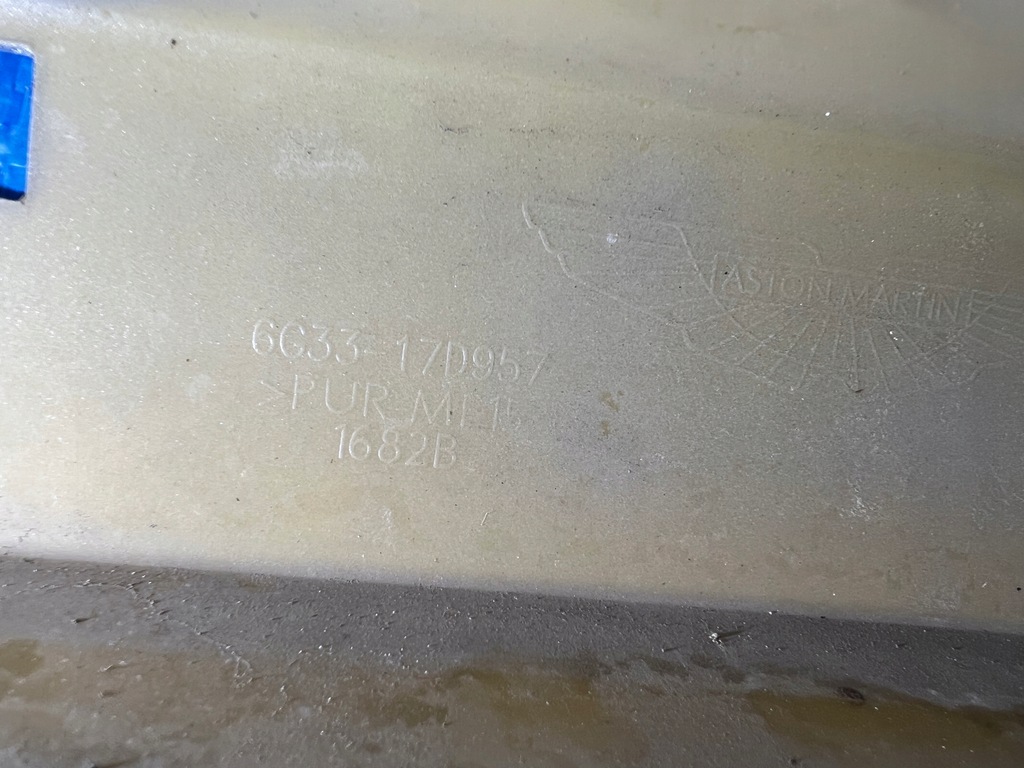 ASTON MARTIN
6G33-17D957
>PUR MF15
1682B